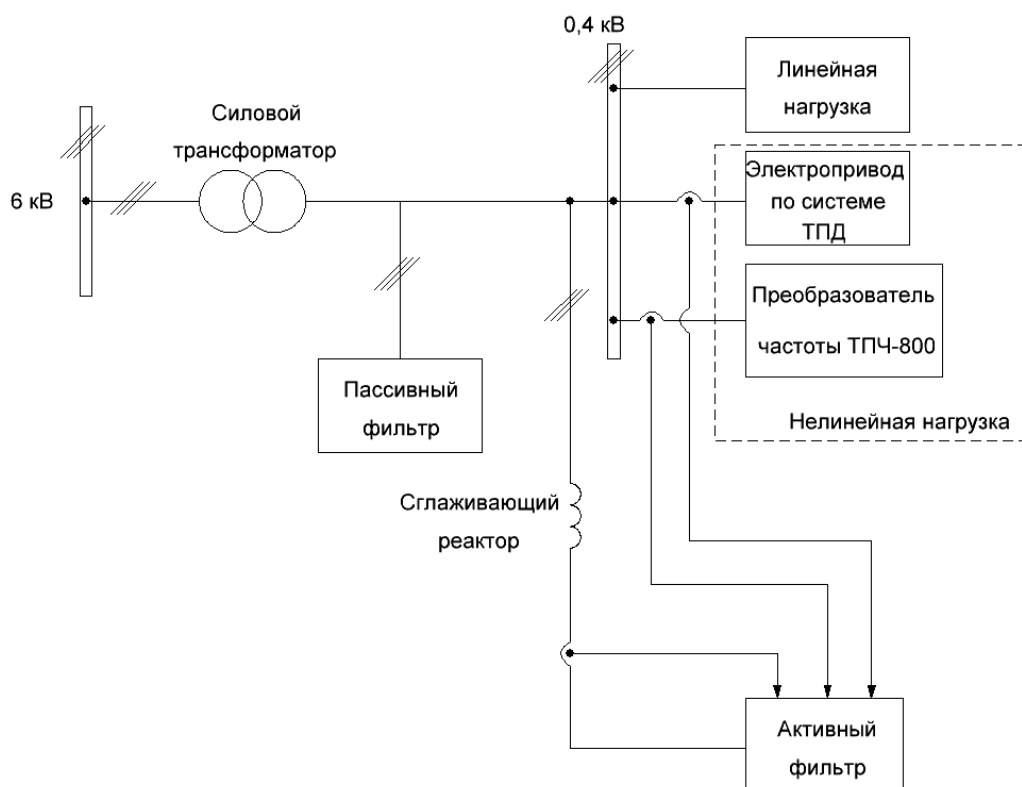 0,4 кВ
Линейная
нагрузка
Силовой
трансформатор
6 кВ
Электропривод
по системе
ТПД
Преобразователь
частоты ТПЧ-800
Нелинейная нагрузка
Пассивный
фильтр
Сглаживающий
реактор
Активный
фильтр